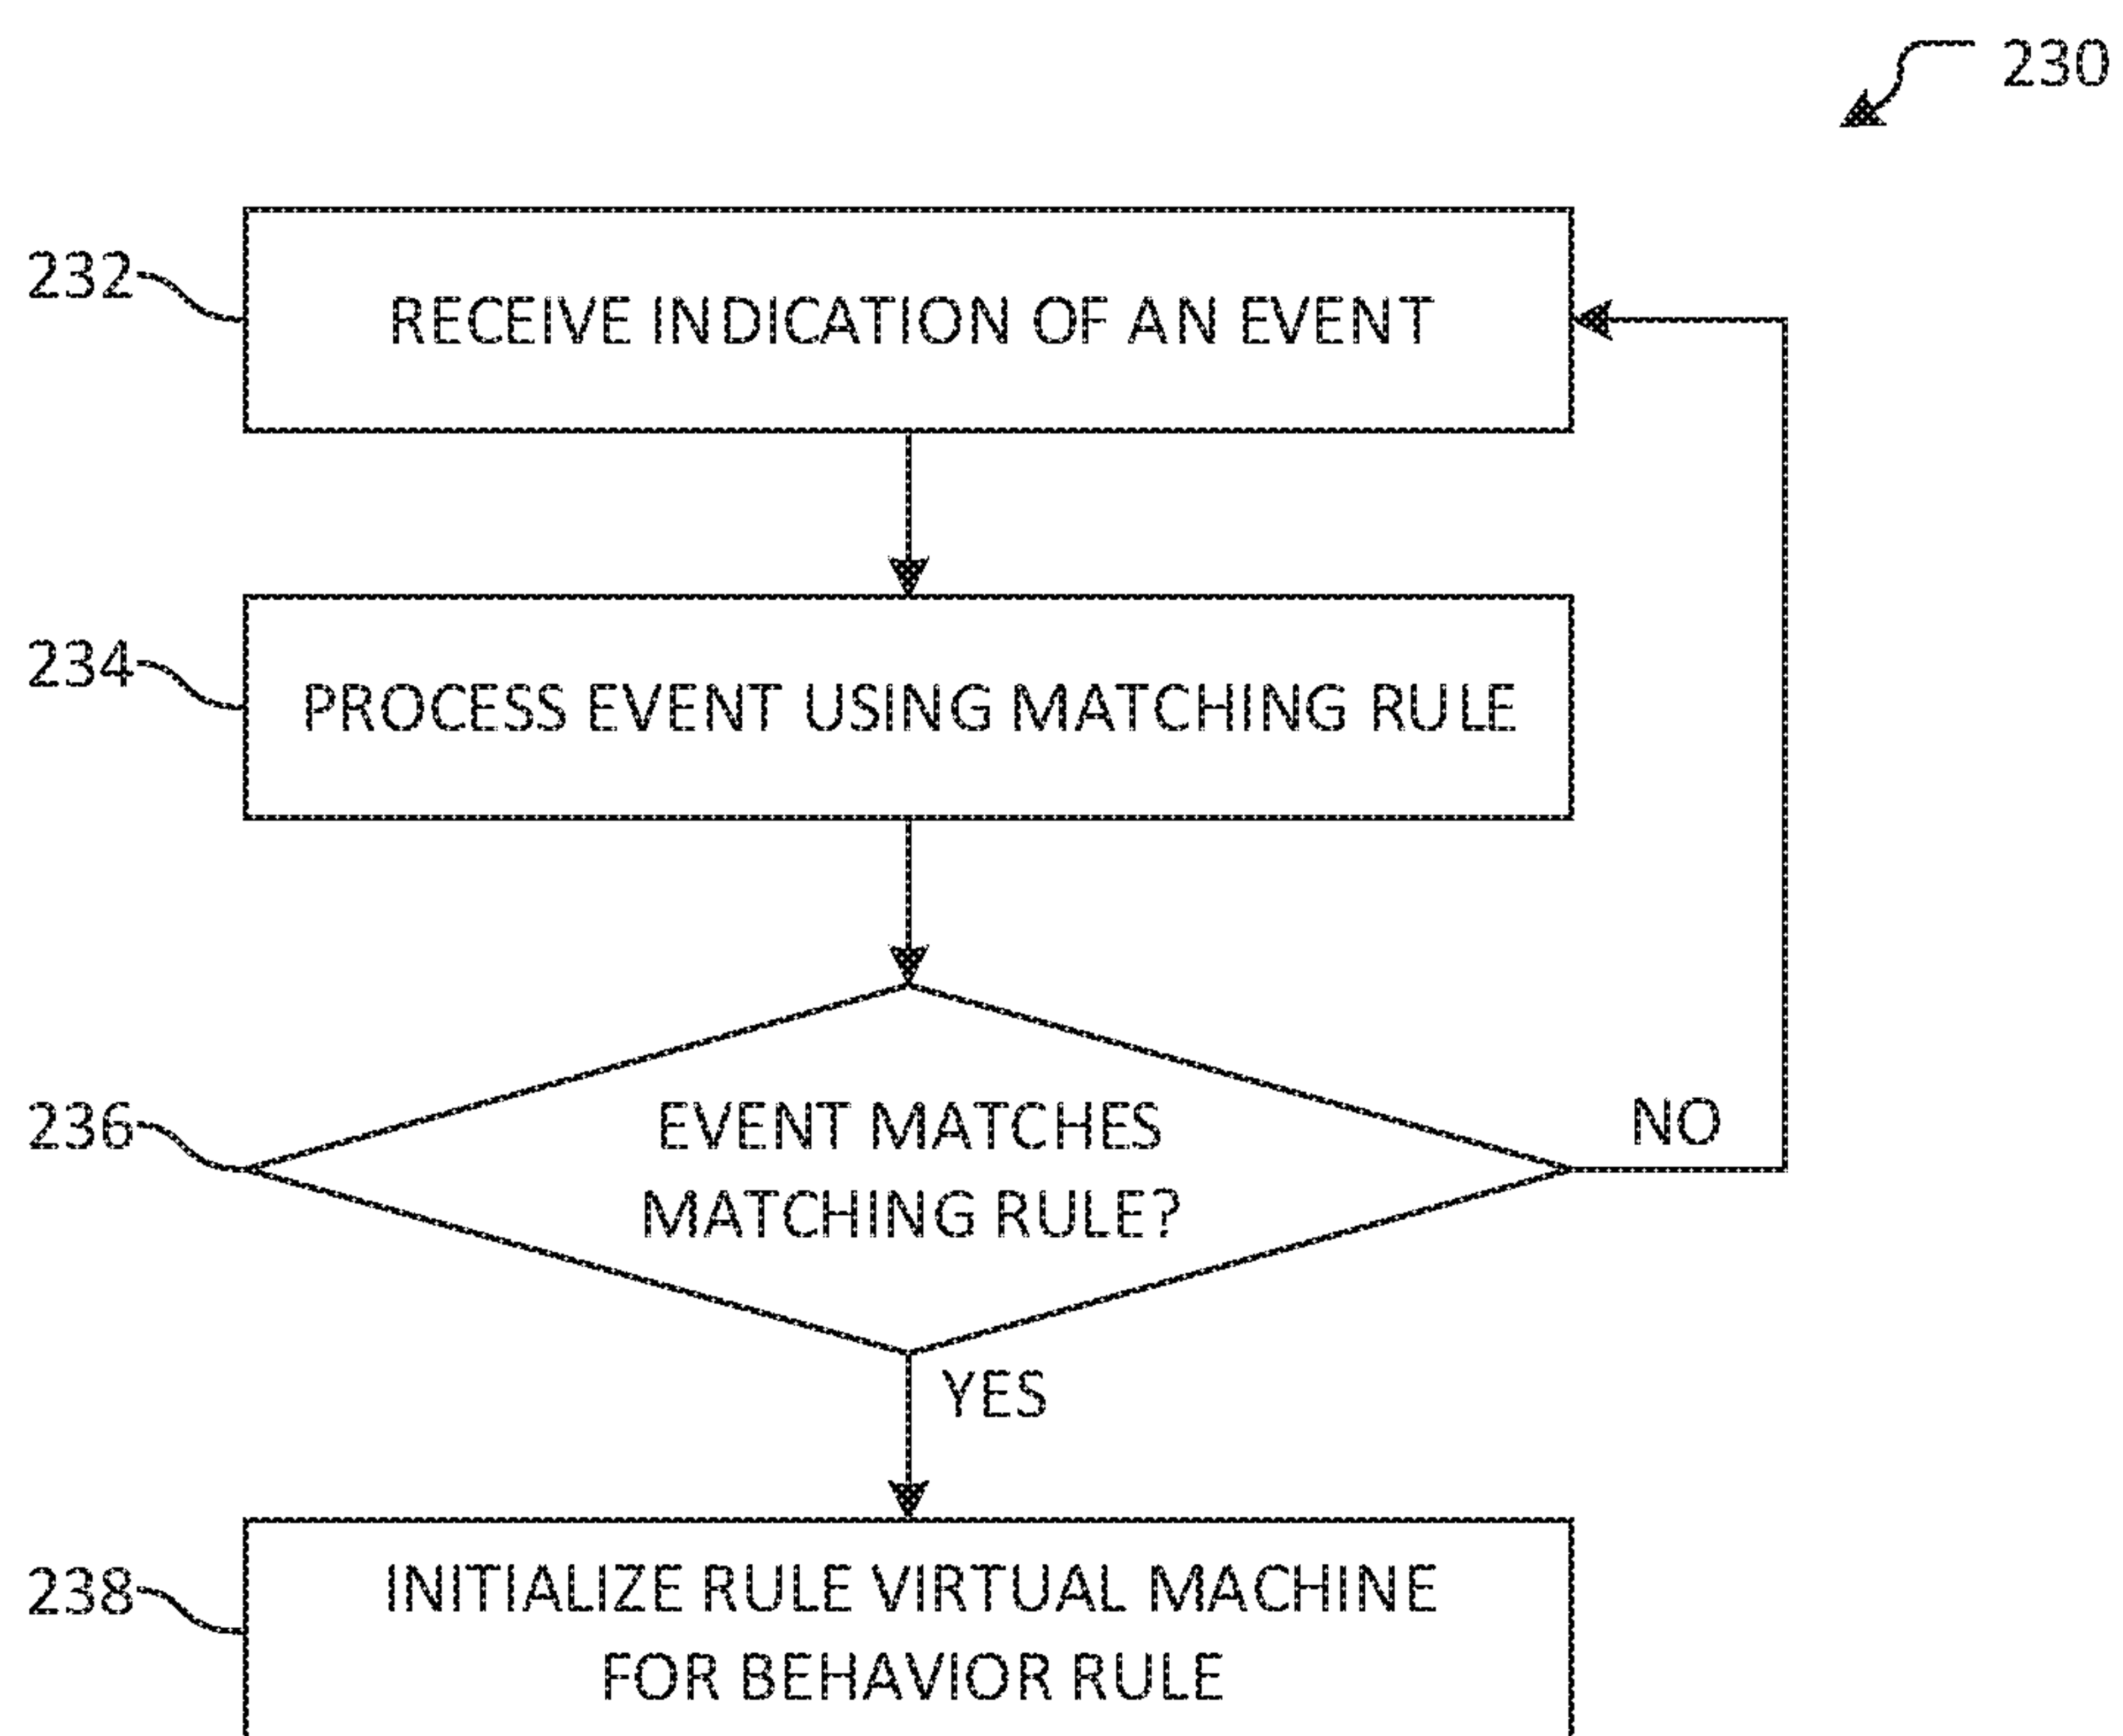 230
232
RECEIVE INDICATION OF AN EVENT
234
PROCESS EVENT USING MATCHING RULE
236
EVENT MATCHES
MATCHING RULE?
NO
YES
238
INITIALIZE RULE VIRTUAL MACHINE
FOR BEHAVIOR RULE